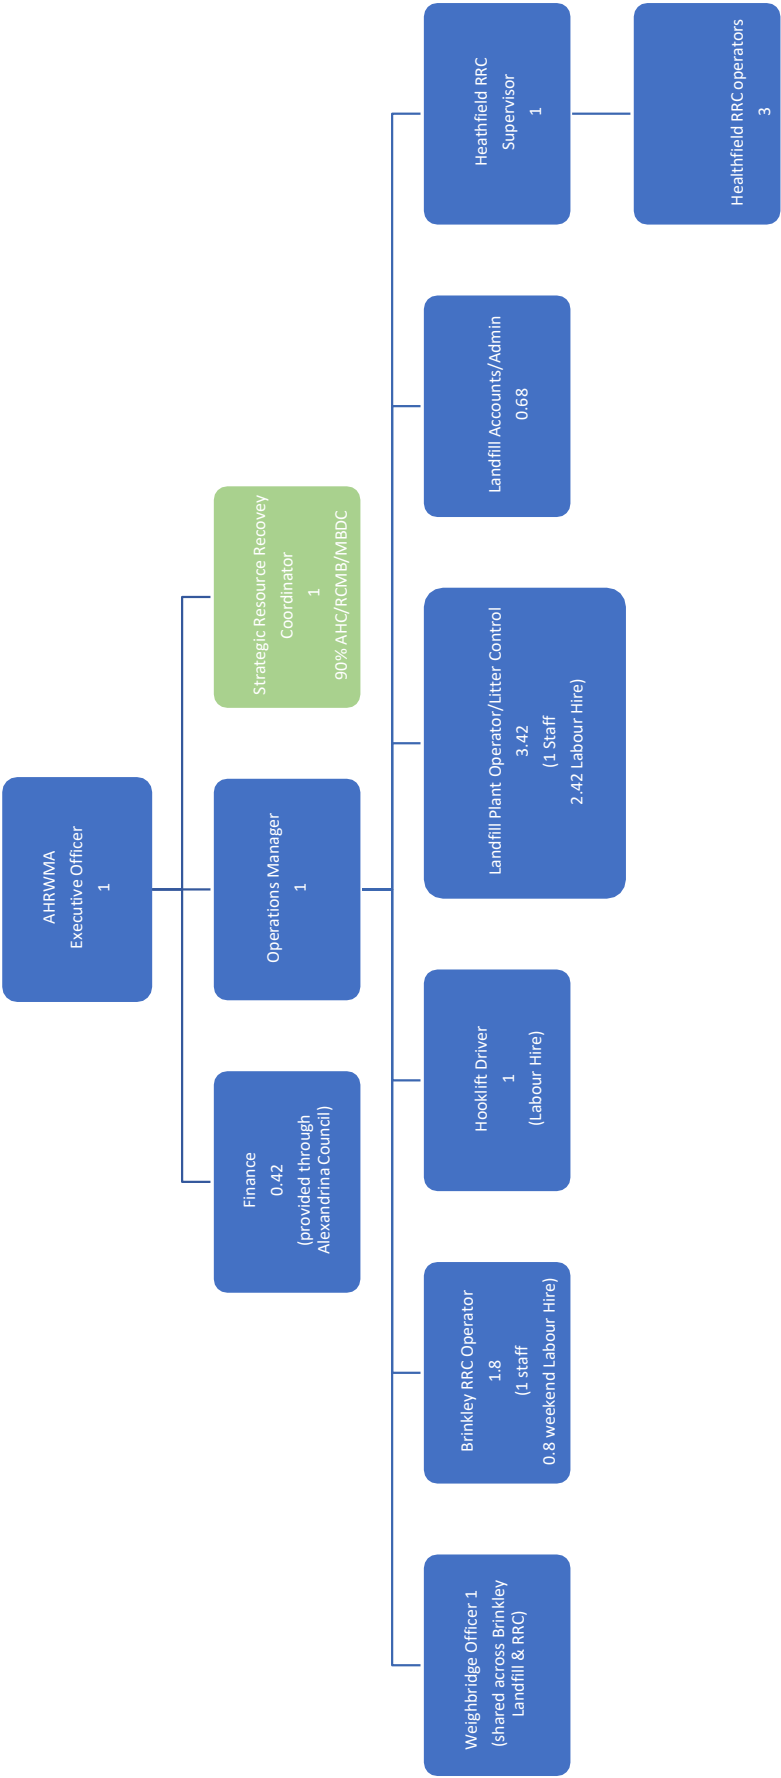 AHRWMA
Executive Officer
1
Finance
0.42
(provided through
Alexandrina Council)
Operations Manager
1
Strategic Resource Recovey
Coordinator
1
90% AHC/RCMB/MBDC
Weighbridge Officer 1
(shared across Brinkley
Landfill & RRC)
Brinkley RRC Operator
1.8
(1 staff
0.8 weekend Labour Hire)
Hooklift Driver
1
(Labour Hire)
Landfill Plant Operator/Litter Control
3.42
(1 Staff
2.42 Labour Hire)
Landfill Accounts/Admin
0.68
Heathfield RRC
Supervisor
1
Healthfield RRC operators
3